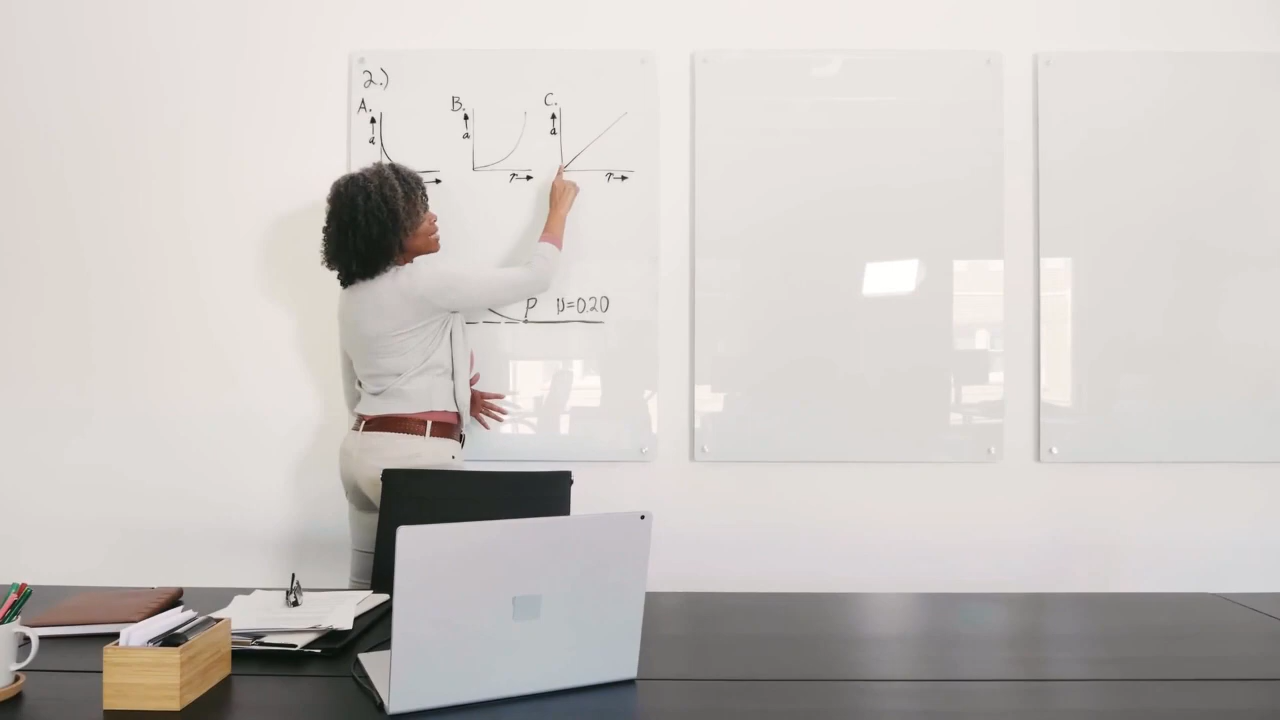 2.)
A. B. C.
a a a
r r
P μ=0.20